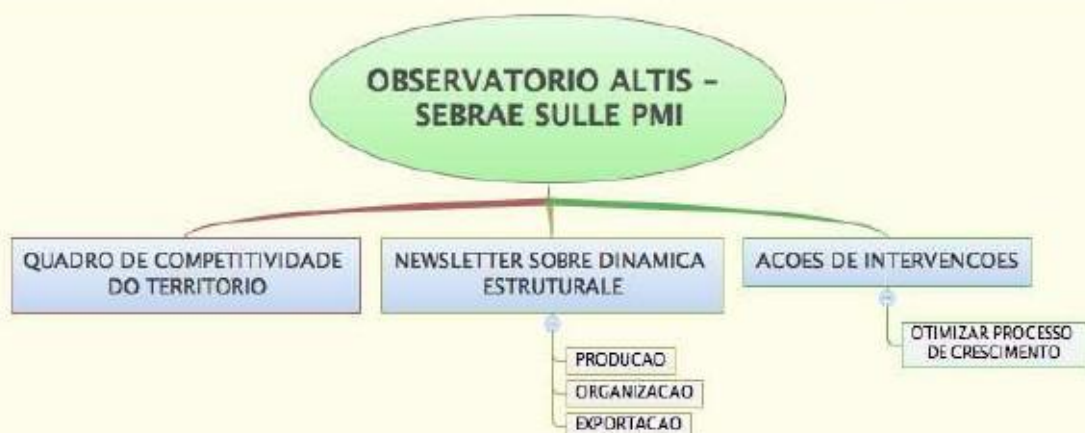 OBSERVATORIO ALTIS -
SEBRAE SULLE PMI
QUADRO DE COMPETITIVIDADE
DO TERRITORIO
NEWSLETTER SOBRE DINAMICA
ESTRUTURALE
PRODUCAO
ORGANIZACAO
EXPORTACAO
ACOES DE INTERVENCOES
OTIMIZAR PROCESSO
DE CRESCIMENTO